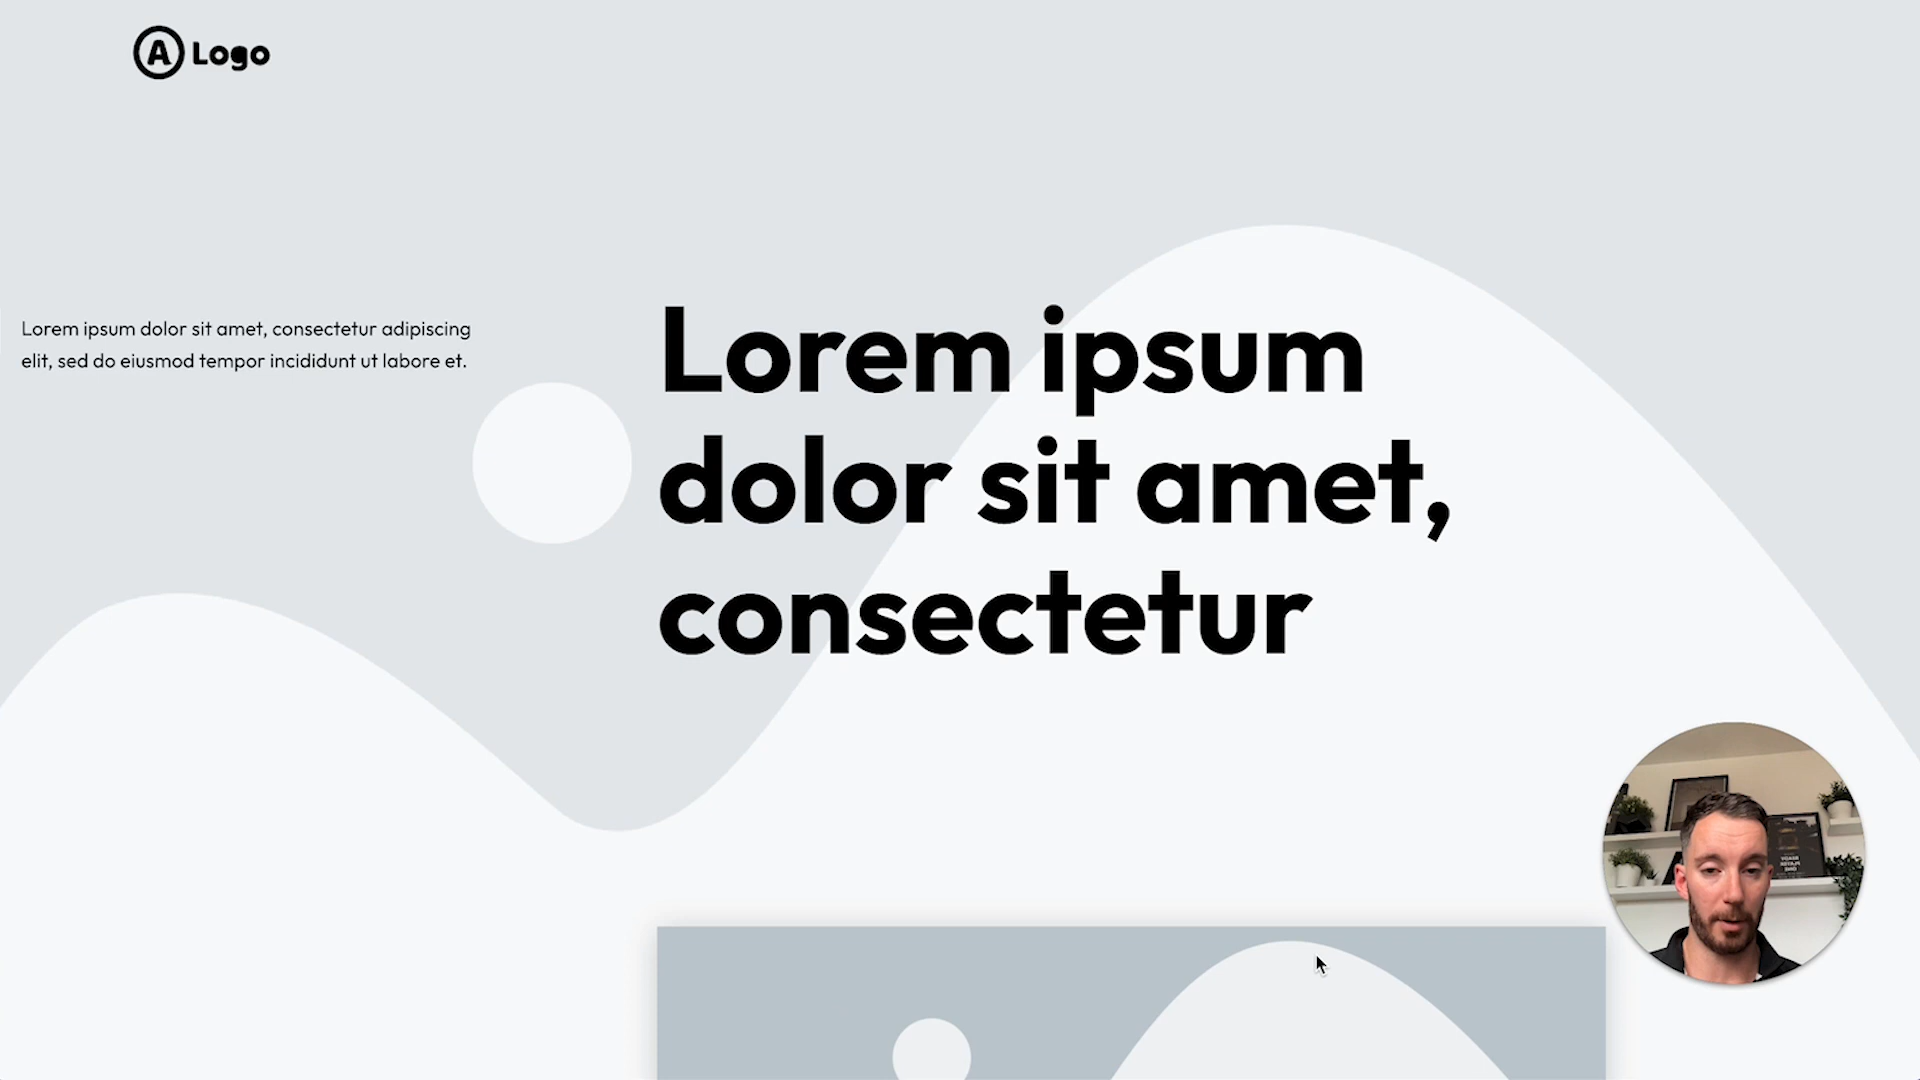 A Logo
Lorem ipsum dolor sit amet, consectetur adipiscing
elit, sed do eiusmod tempor incididunt ut labore et.
Lorem ipsum
dolor sit amet,
consectetur